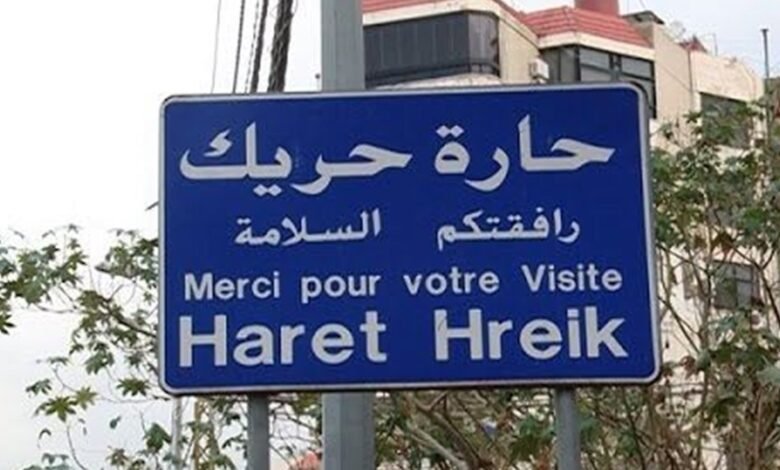 حارة حريك
رافقتكم السلامة
Merci pour votre Visite
Haret Hreik